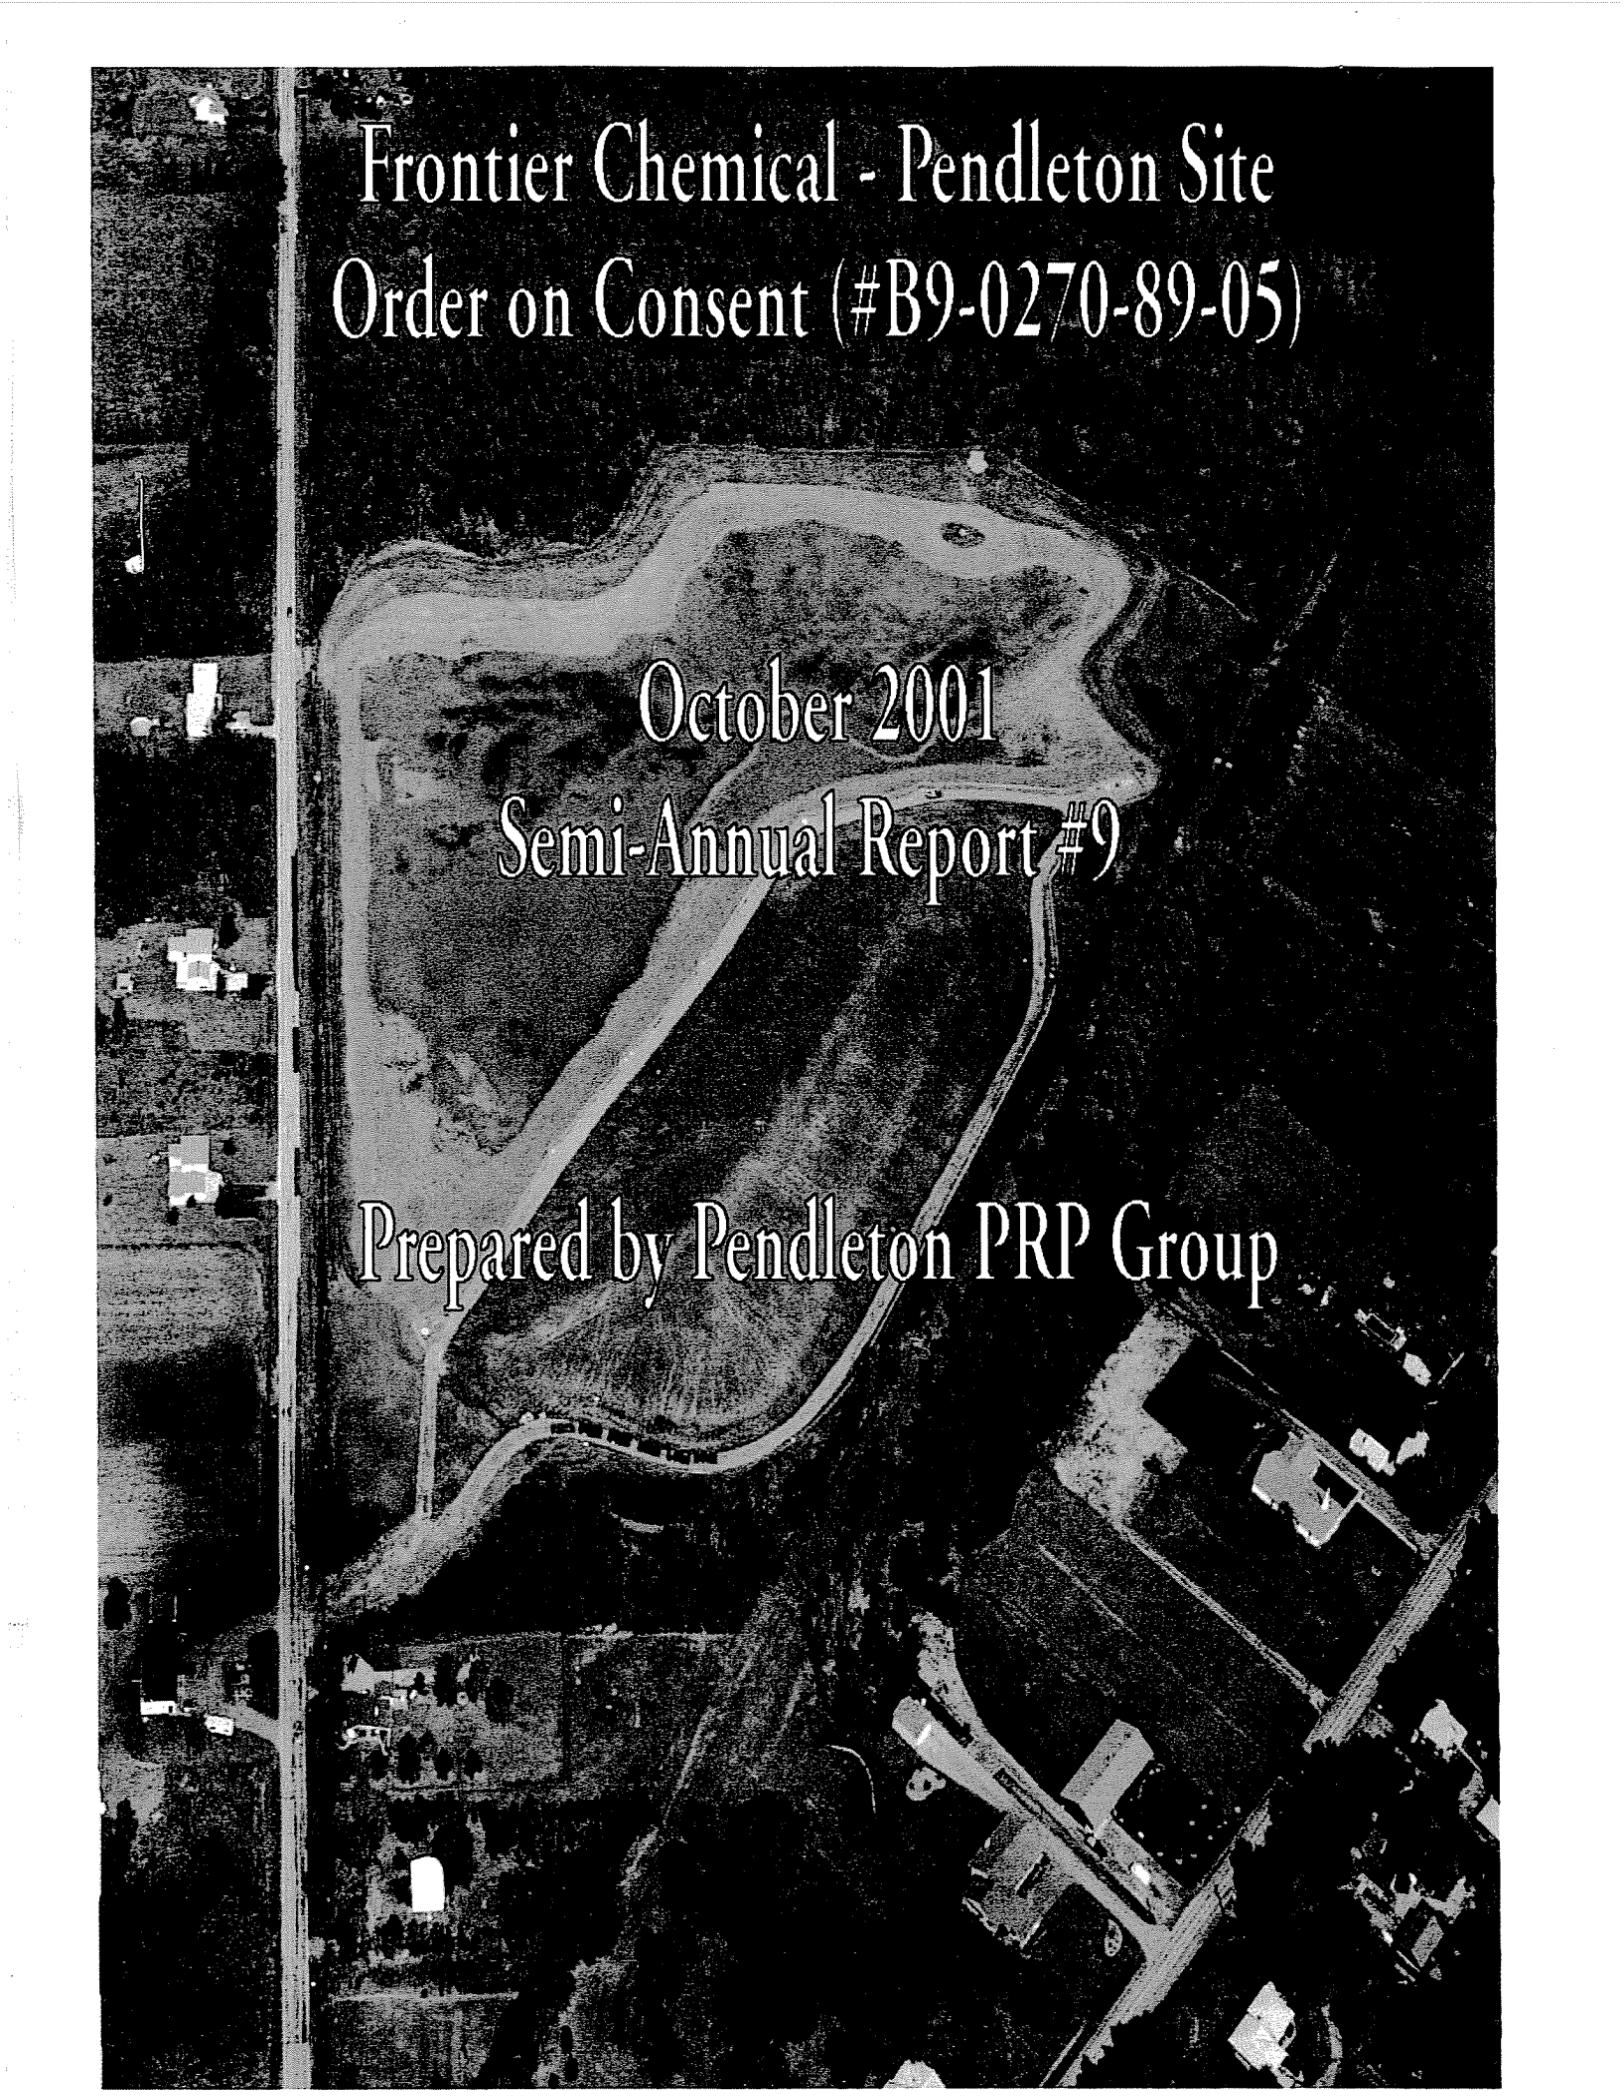 Frontier Chemical - Pendleton Site
Order on Consent (#B9-0270-89-05)
October 2001
Semi-Annual Report #9
Prepared by Pendleton PRP Group